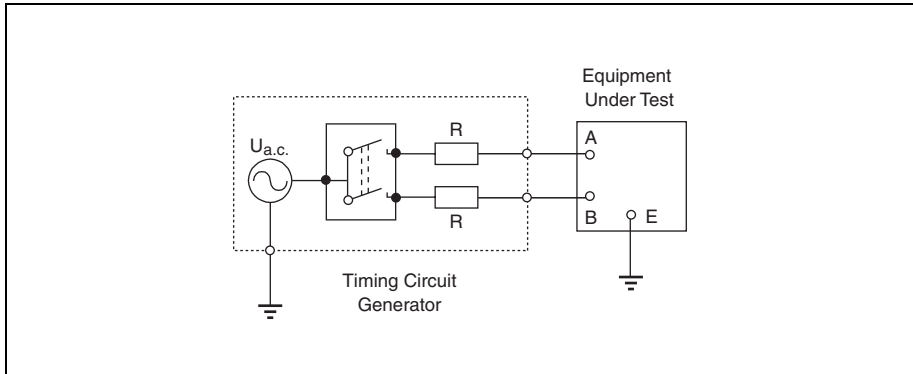 Equipment
Under Test
U a.c.
R
A
R
B
E
Timing Circuit
Generator